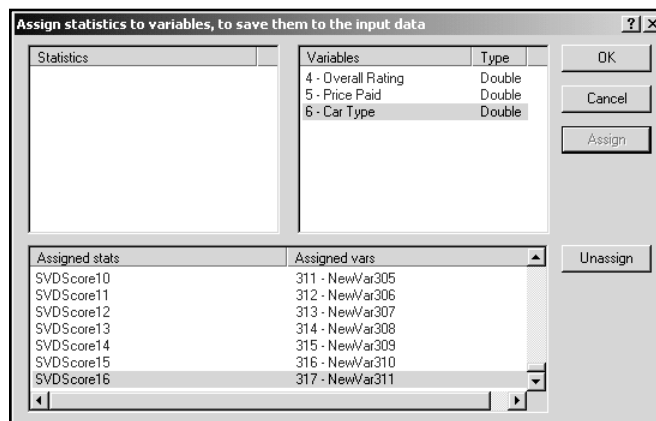 Assign statistics to variables, to save them to the input data
Statistics
Variables Type
4 - Overall Rating Double
5 - Price Paid Double
6 - Car Type Double
OK
Cancel
Assign
Assigned stats Assigned vars
SVDScore10 311 - NewVar305
SVDScore11 312 - NewVar306
SVDScore12 313 - NewVar307
SVDScore13 314 - NewVar308
SVDScore14 315 - NewVar309
SVDScore15 316 - NewVar310
SVDScore16 317 - NewVar311
Unassign